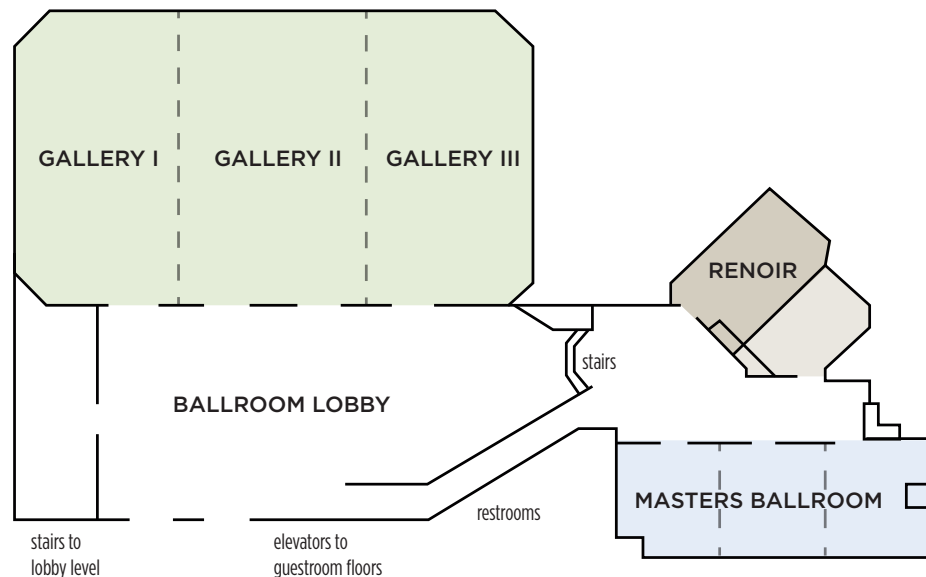 GALLERY I
GALLERY II
GALLERY III
RENOIR
stairs
BALLROOM LOBBY
MASTERS BALLROOM
restrooms
stairs to
lobby level
elevators to
guestroom floors